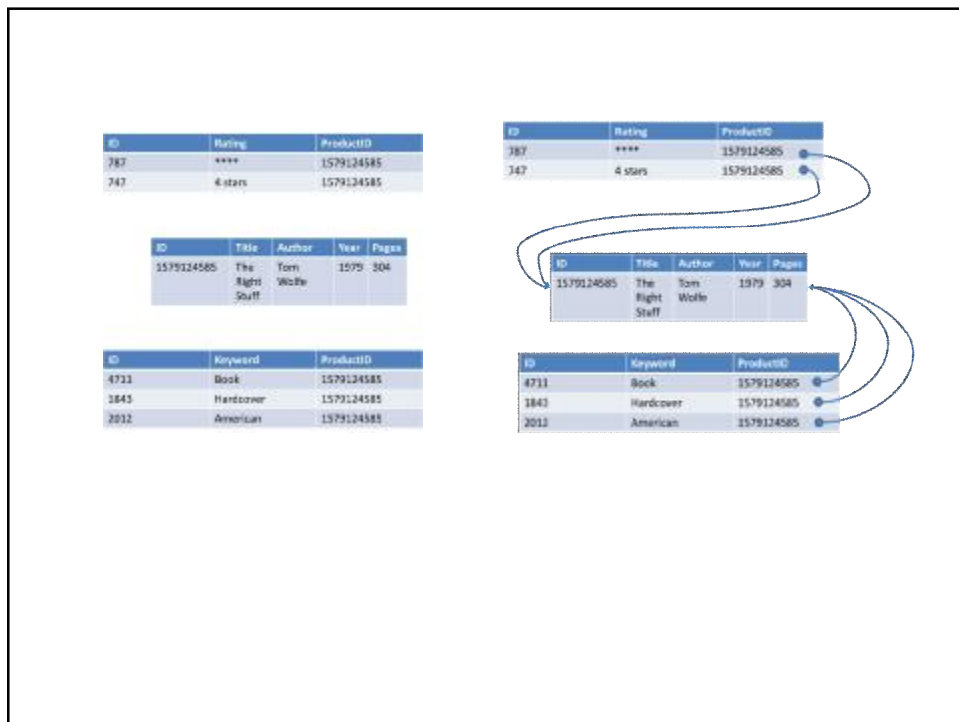 ID Rating ProductID
787 **** 1579124585
747 4 stars 1579124585
ID Title Author Year Pages
1579124585 The Tom 1979 304
Right Wolfe
Stuff
ID Keyword ProductID
4711 Book 1579124585
1843 Hardcover 1579124585
2012 American 1579124585
ID Rating ProductID
787 **** 1579124585
747 4 stars 1579124585
ID Title Author Year Pages
1579124585 The Tom 1979 304
Right Wolfe
Stuff
ID Keyword ProductID
4711 Book 1579124585
1843 Hardcover 1579124585
2012 American 1579124585